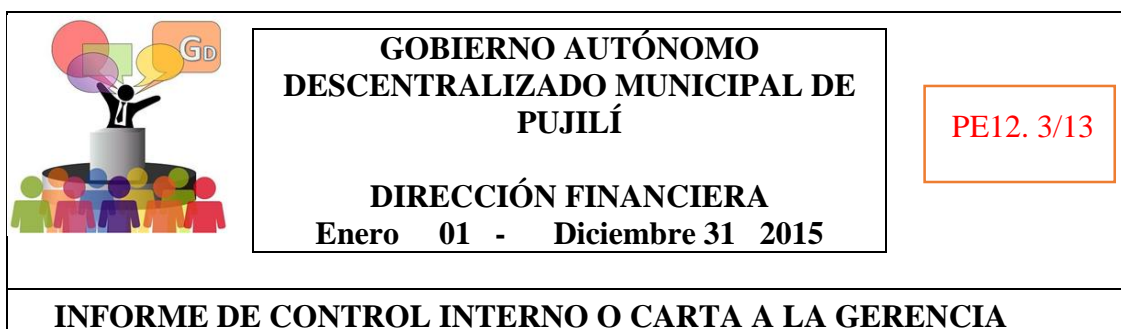 GD
GOBIERNO AUTÓNOMO
DESCENTRALIZADO MUNICIPAL DE
PUJILÍ
PE12. 3/13
DIRECCIÓN FINANCIERA
Enero 01 - Diciembre 31 2015
INFORME DE CONTROL INTERNO O CARTA A LA GERENCIA